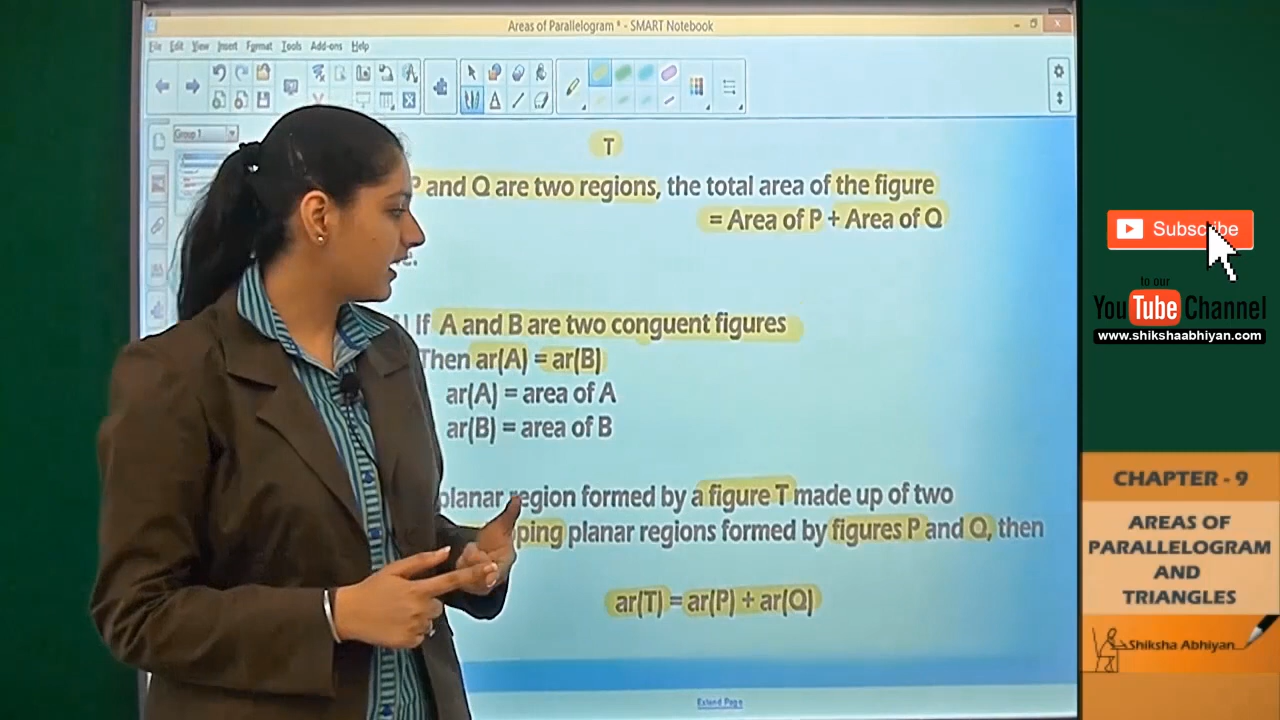 Areas of Parallelogram * - SMART Notebook
File Edit View Insert Format Tools Add-ons Help
Group 1
T
P and Q are two regions, the total area of the figure
= Area of P + Area of Q
If A and B are two conguent figures
Then ar(A) = ar(B)
ar(A) = area of A
ar(B) = area of B
planar region formed by a figure T made up of two
ping planar regions formed by figures P and Q, then
ar(T) = ar(P) + ar(Q)
Extend Page
Subscribe
to our
YouTube Channel
www.shikshaabhiyan.com
CHAPTER - 9
AREAS OF
PARALLELOGRAM
AND
TRIANGLES
Shiksha Abhiyan